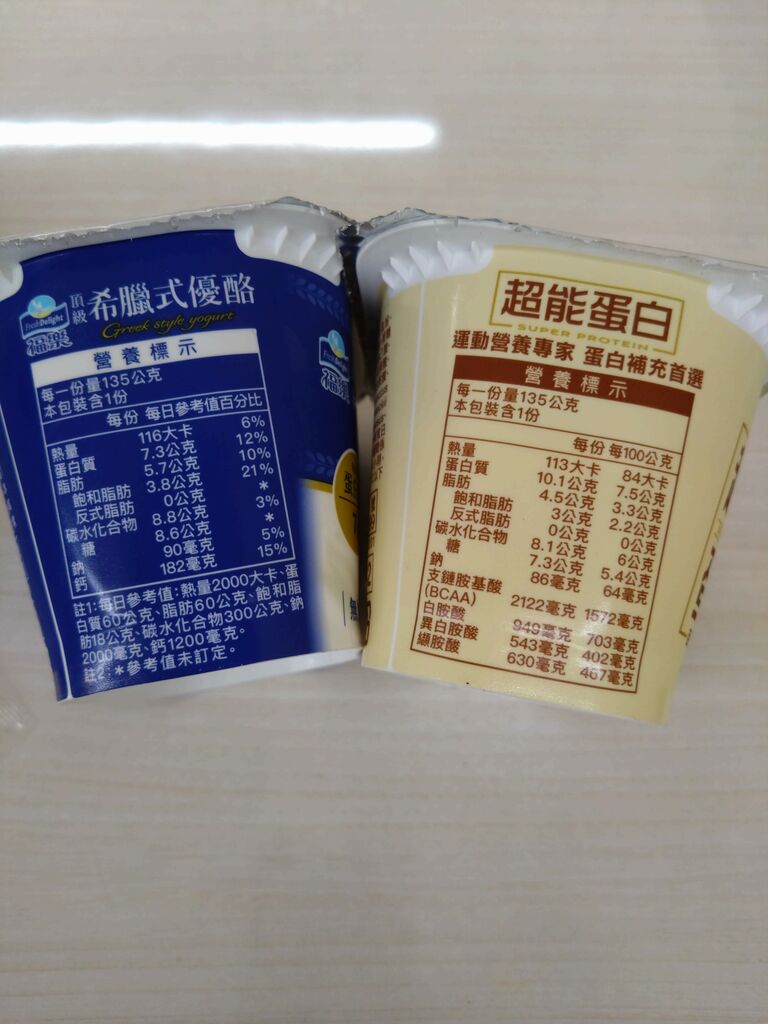 FreshDelight
福樂
頂級
希臘式優酪
Greek style yogurt
營養標示
每一份量135公克
本包裝含1份
每份 每日參考值百分比
熱量 116大卡 6%
蛋白質 7.3公克 12%
脂肪 5.7公克 10%
飽和脂肪 3.8公克 21%
反式脂肪 0公克 *
碳水化合物 8.8公克 3%
糖 8.6公克 *
鈉 90毫克 5%
鈣 182毫克 15%
註1:每日參考值:熱量2000大卡、蛋
白質60公克、脂肪60公克、飽和脂
肪18公克、碳水化合物300公克、鈉
2000毫克、鈣1200毫克。
註2:*參考值未訂定。
超能蛋白
SUPER PROTEIN
運動營養專家 蛋白補充首選
營養標示
每一份量135公克
本包裝含1份
每份 每100公克
熱量 113大卡 84大卡
蛋白質 10.1公克 7.5公克
脂肪 4.5公克 3.3公克
飽和脂肪 3公克 2.2公克
反式脂肪 0公克 0公克
碳水化合物 8.1公克 6公克
糖 7.3公克 5.4公克
鈉 86毫克 64毫克
支鏈胺基酸
(BCAA) 2122毫克 1572毫克
白胺酸 949毫克 703毫克
異白胺酸 543毫克 402毫克
纈胺酸 630毫克 467毫克